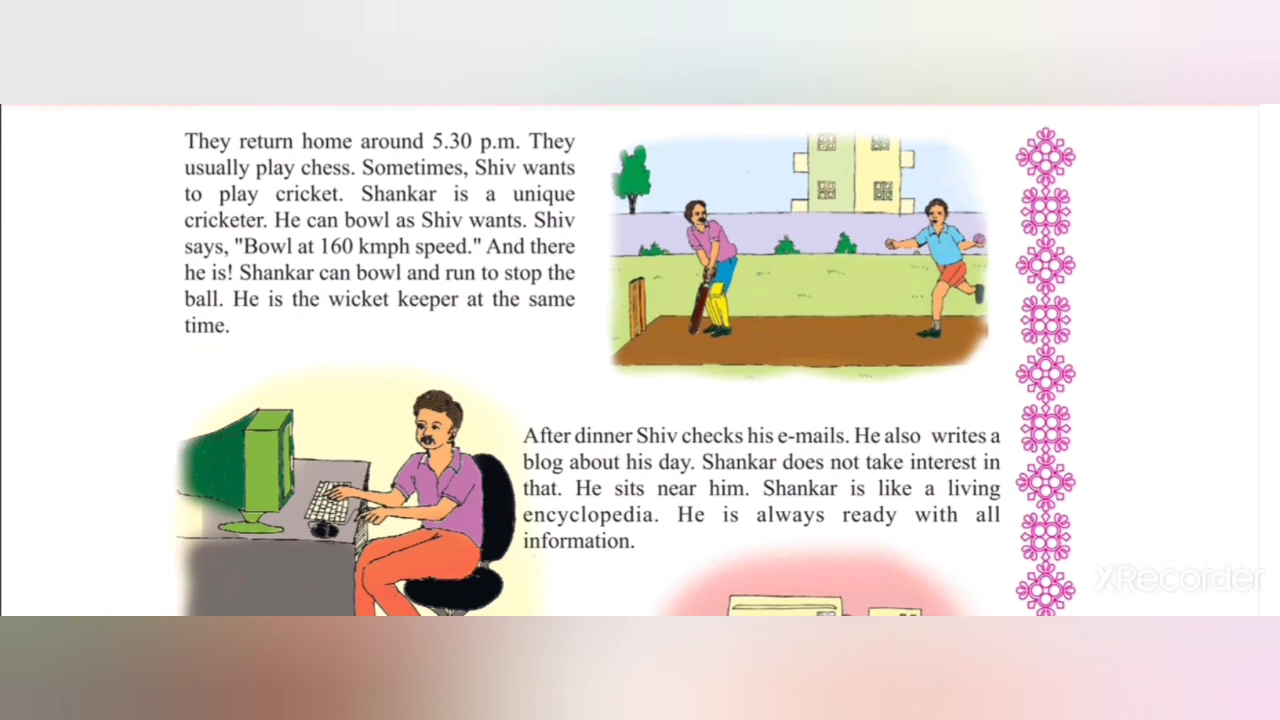 They return home around 5.30 p.m. They
usually play chess. Sometimes, Shiv wants
to play cricket. Shankar is a unique
cricketer. He can bowl as Shiv wants. Shiv
says, "Bowl at 160 kmph speed." And there
he is! Shankar can bowl and run to stop the
ball. He is the wicket keeper at the same
time.
After dinner Shiv checks his e-mails. He also writes a
blog about his day. Shankar does not take interest in
that. He sits near him. Shankar is like a living
encyclopedia. He is always ready with all
information.
XRecorder